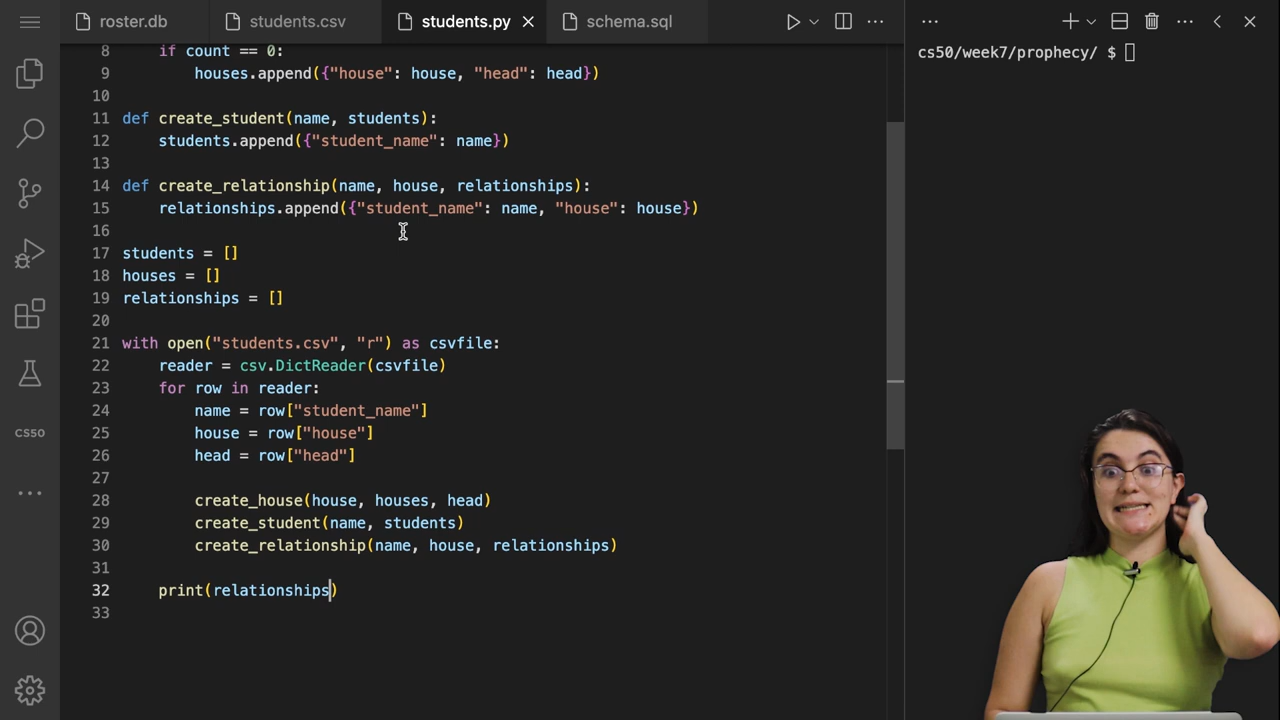 roster.db
students.csv
students.py
schema.sql
8 if count == 0:
9 houses.append({"house": house, "head": head})
10
11 def create_student(name, students):
12 students.append({"student_name": name})
13
14 def create_relationship(name, house, relationships):
15 relationships.append({"student_name": name, "house": house})
16
17 students = []
18 houses = []
19 relationships = []
20
21 with open("students.csv", "r") as csvfile:
22 reader = csv.DictReader(csvfile)
23 for row in reader:
24 name = row["student_name"]
25 house = row["house"]
26 head = row["head"]
27
28 create_house(house, houses, head)
29 create_student(name, students)
30 create_relationship(name, house, relationships)
31
32 print(relationships)
33
CS50
cs50/week7/prophecy/ $